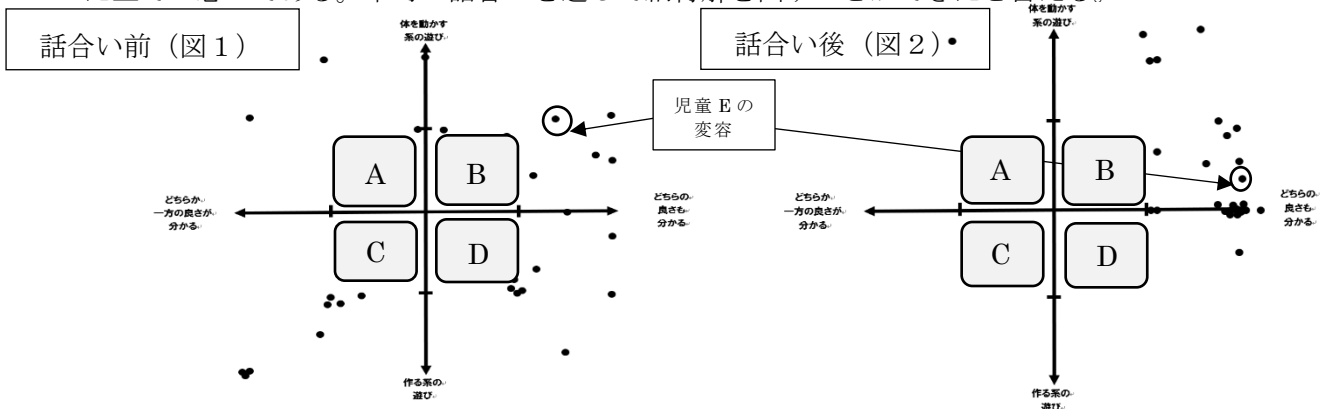 話合い前（図１）
体を動かす
系の遊び
A
B
C
D
どちらか
一方の良さが
分かる
どちらの
良さも
分かる
作る系の
遊び
児童 E の
変容
話合い後（図２）
体を動かす
系の遊び
A
B
C
D
どちらか
一方の良さが
分かる
どちらの
良さも
分かる
作る系の
遊び